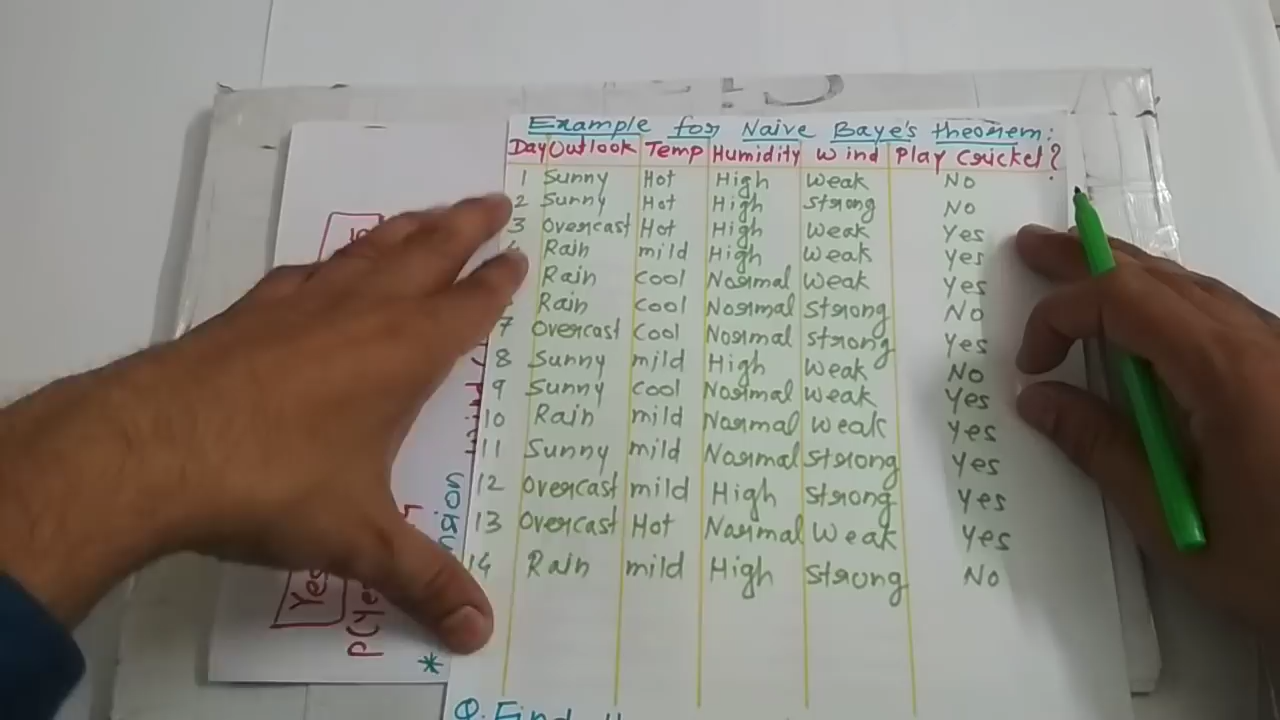 Example for Naive Baye's theorem:
Day Outlook Temp Humidity Wind Play Cricket?
1 Sunny Hot High Weak No
2 Sunny Hot High Strong No
3 Overcast Hot High Weak Yes
Rain mild High Weak Yes
Rain Cool Normal Weak Yes
Rain Cool Normal Strong No
7 Overcast Cool Normal Strong Yes
8 Sunny mild High Weak No
9 Sunny Cool Normal Weak Yes
10 Rain mild Normal Weak Yes
11 Sunny mild Normal Strong Yes
12 Overcast mild High Strong Yes
13 Overcast Hot Normal Weak Yes
14 Rain mild High Strong No
Q. Find